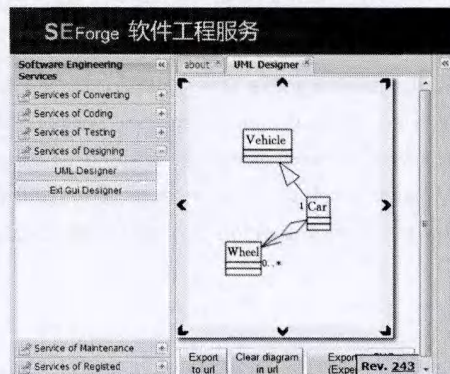 SEForge 软件工程服务
Software Engineering Services
Services of Converting
Services of Coding
Services of Testing
Services of Designing
UML Designer
Ext Gui Designer
Service of Maintenance
Services of Registed
about
UML Designer
Vehicle
1
Car
Wheel
0..*
Export to url
Clear diagram in url
Export
Rev. 243